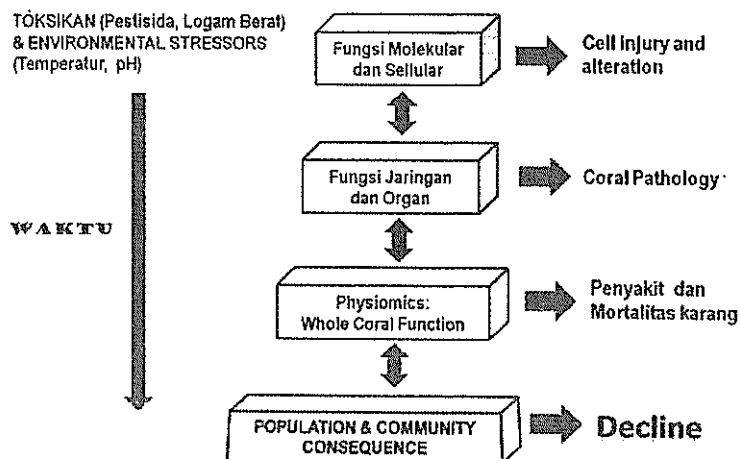 TOKSIKAN (Pestisida, Logam Berat)
& ENVIRONMENTAL STRESSORS
(Temperatur, pH)
WAKTU
Fungsi Molekular
dan Sellular
Cell Injury and
alteration
Fungsi Jaringan
dan Organ
Coral Pathology
Physiomics:
Whole Coral Function
Penyakit dan
Mortalitas karang
POPULATION & COMMUNITY
CONSEQUENCE
Decline